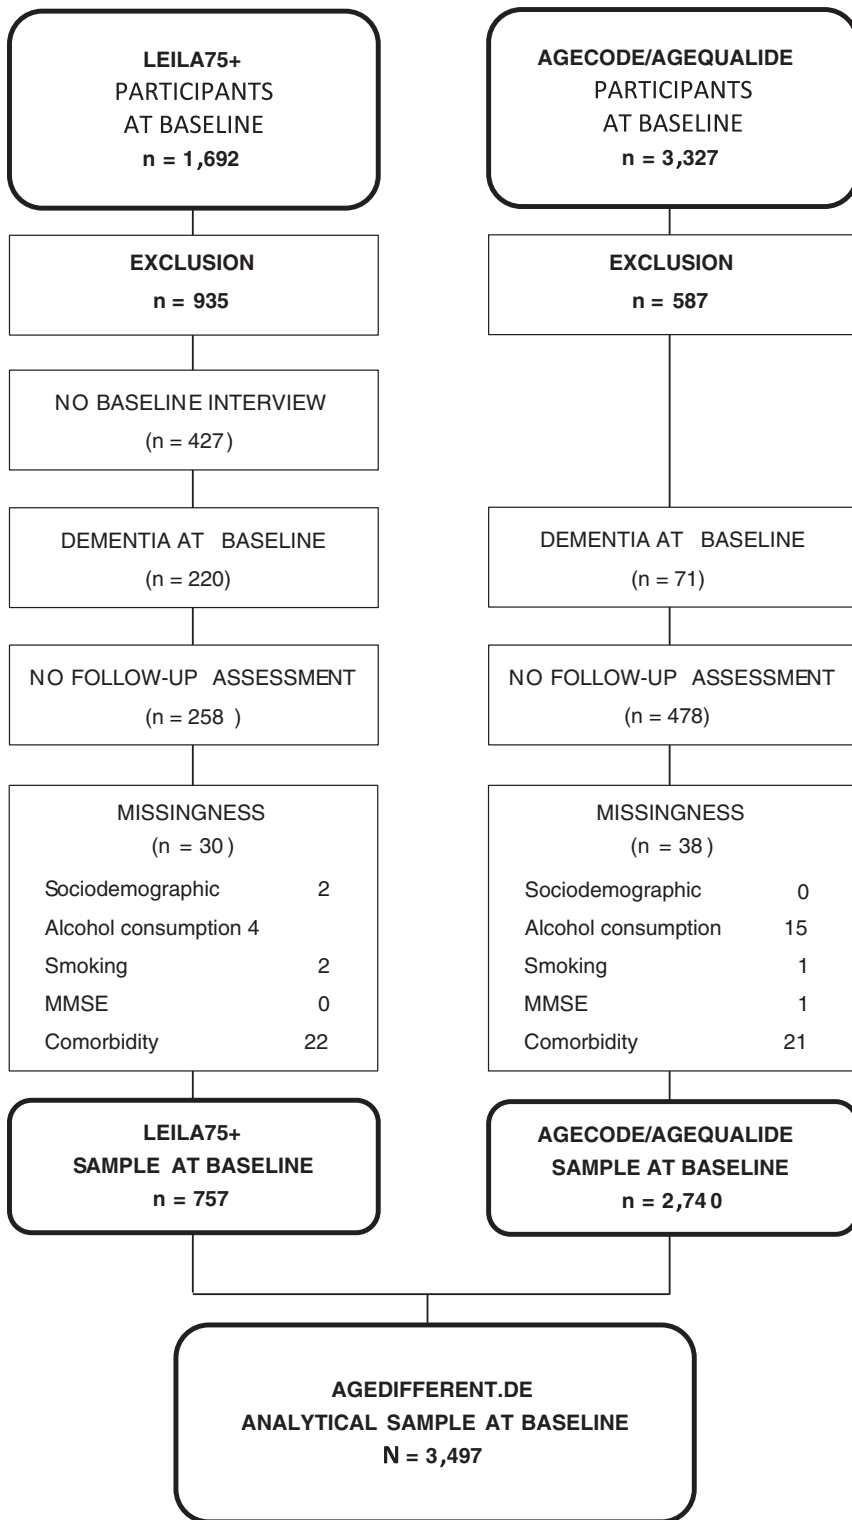 LEILA75+
PARTICIPANTS
AT BASELINE
n = 1,692
EXCLUSION
n = 935
NO BASELINE INTERVIEW
(n = 427)
DEMENTIA AT BASELINE
(n = 220)
NO FOLLOW-UP ASSESSMENT
(n = 258 )
MISSINGNESS
(n = 30 )
Sociodemographic 2
Alcohol consumption 4
Smoking 2
MMSE 0
Comorbidity 22
LEILA75+
SAMPLE AT BASELINE
n = 757
AGECODE/AGEQUALIDE
PARTICIPANTS
AT BASELINE
n = 3,327
EXCLUSION
n = 587
DEMENTIA AT BASELINE
(n = 71)
NO FOLLOW-UP ASSESSMENT
(n = 478)
MISSINGNESS
(n = 38 )
Sociodemographic 0
Alcohol consumption 15
Smoking 1
MMSE 1
Comorbidity 21
AGECODE/AGEQUALIDE
SAMPLE AT BASELINE
n = 2,740
AGEDIFFERENT.DE
ANALYTICAL SAMPLE AT BASELINE
N = 3,497